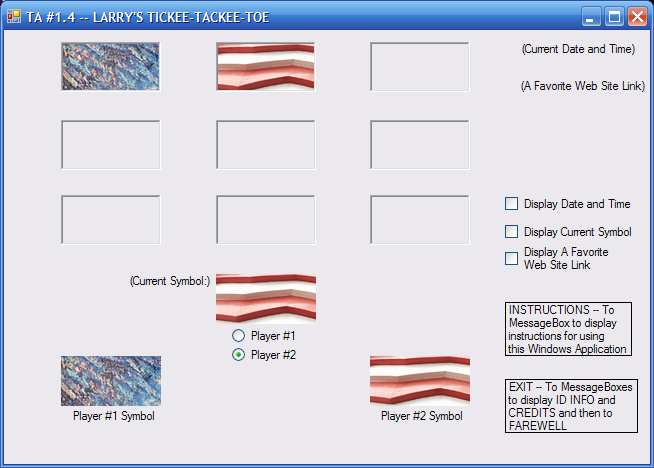 TA #1.4 -- LARRY'S TICKEE-TACKEE-TOE
(Current Date and Time)
(A Favorite Web Site Link)
Display Date and Time
Display Current Symbol
Display A Favorite
Web Site Link
(Current Symbol:)
INSTRUCTIONS -- To
MessageBox to display
instructions for using
this Windows Application
Player #1
Player #2
EXIT -- To MessageBoxes
to display ID INFO and
CREDITS and then to
FAREWELL
Player #1 Symbol
Player #2 Symbol